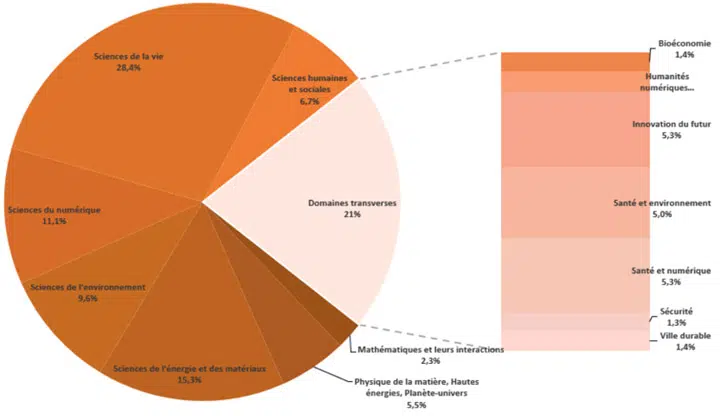 Sciences de la vie
28,4%
Sciences humaines
et sociales
6,7%
Sciences du numérique
11,1%
Domaines transverses
21%
Sciences de l'environnement
9,6%
Sciences de l'énergie et des matériaux
15,3%
Mathématiques et leurs interactions
2,3%
Physique de la matière, Hautes
énergies, Planète-univers
5,5%
Bioéconomie
1,4%
Humanités
numériques...
Innovation du futur
5,3%
Santé et environnement
5,0%
Santé et numérique
5,3%
Sécurité
1,3%
Ville durable
1,4%